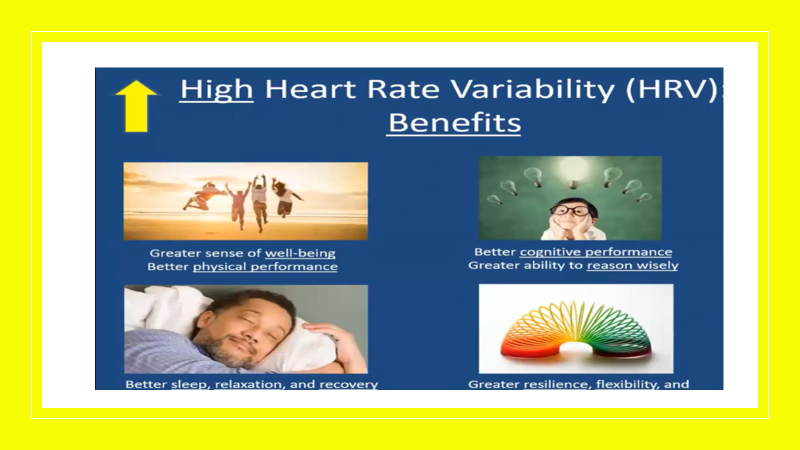 High Heart Rate Variability (HRV):
Benefits
Greater sense of well-being
Better physical performance
Better cognitive performance
Greater ability to reason wisely
Better sleep, relaxation, and recovery
Greater resilience, flexibility, and